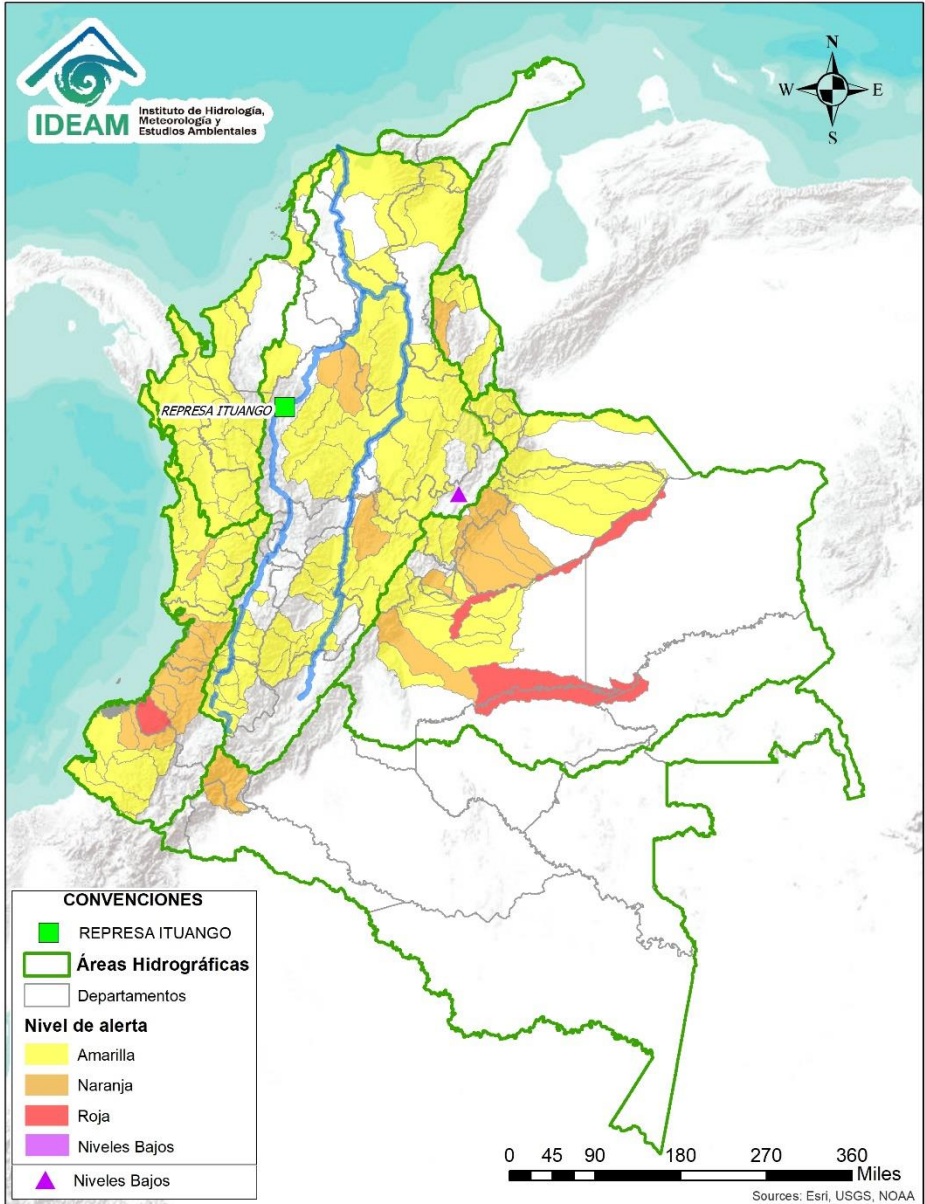 IDEAM
Instituto de Hidrología,
Meteorología y
Estudios Ambientales
N
W
E
S
REPRESA ITUANGO
CONVENCIONES
REPRESA ITUANGO
Áreas Hidrográficas
Departamentos
Nivel de alerta
Amarilla
Naranja
Roja
Niveles Bajos
Niveles Bajos
0 45 90 180 270 360
Miles
Sources: Esri, USGS, NOAA